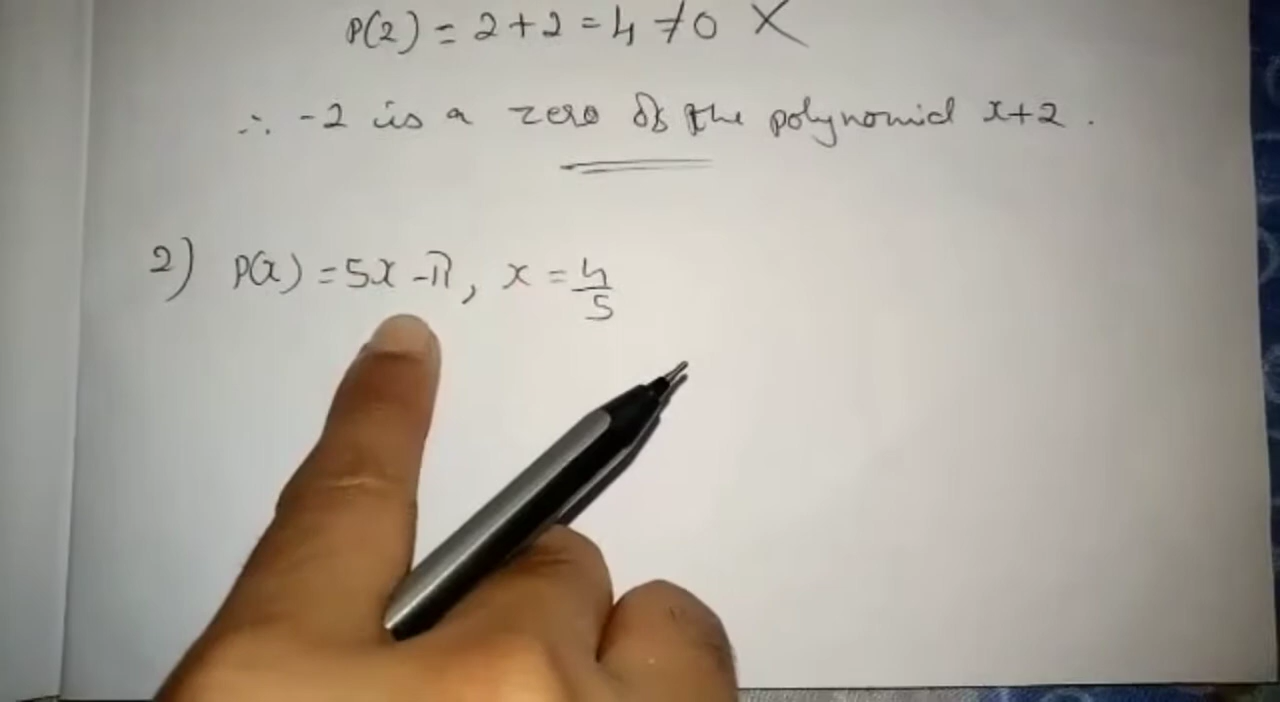 P(2) = 2+2 = 4 ≠ 0 ✗
∴ -2 is a zero of the polynomial x+2.
2) P(x) = 5x - π, x = 4/5